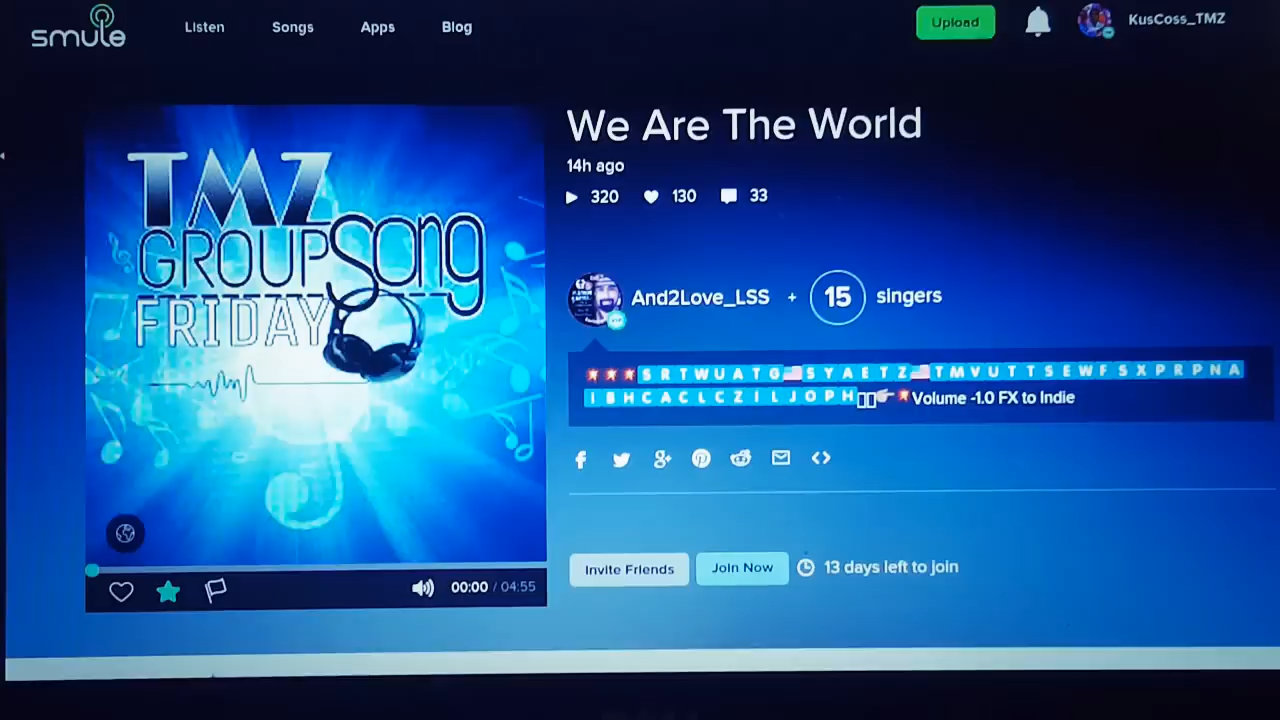 smule
Listen Songs Apps Blog Upload KusCoss_TMZ
TMZ
GROUP Song
FRIDAY
We Are The World
14h ago
320 130 33
And2Love_LSS + 15 singers
S R T W U A T G S Y A E T Z T M V U T T S E W F S X P R P N A
I B H C A C L C Z I L J O P H Volume -1.0 FX to Indie
Invite Friends Join Now 13 days left to join
00:00 / 04:55